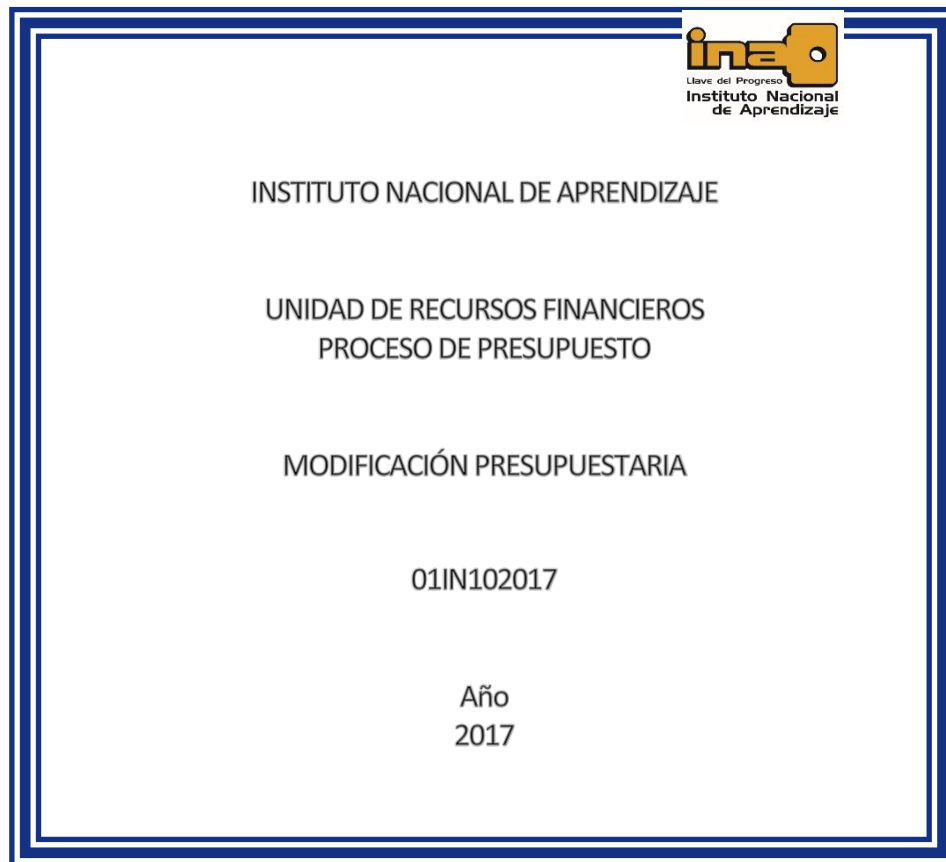 ina
Llave del Progreso
Instituto Nacional
de Aprendizaje
INSTITUTO NACIONAL DE APRENDIZAJE
UNIDAD DE RECURSOS FINANCIEROS
PROCESO DE PRESUPUESTO
MODIFICACIÓN PRESUPUESTARIA
01IN102017
Año
2017